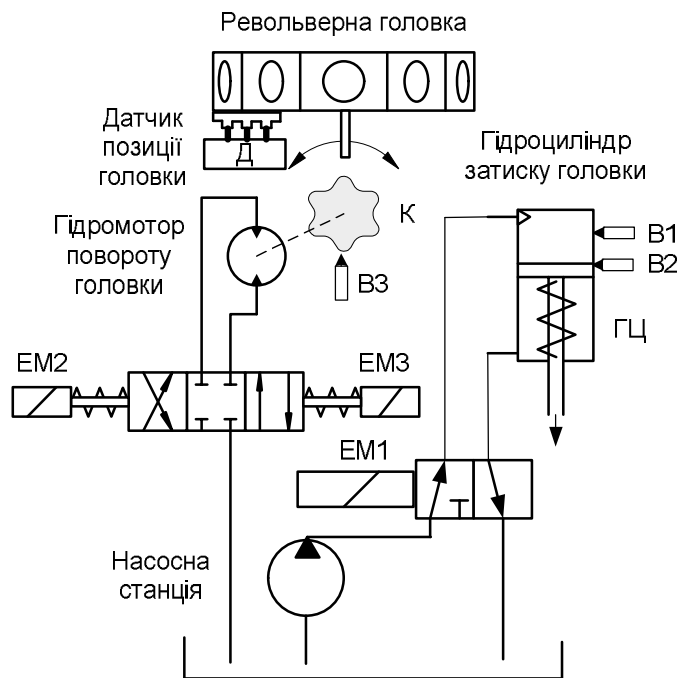 Револьверна головка
Датчик
позиції
головки
Д
Гідроциліндр
затиску головки
К
В1
В2
Гідромотор
повороту
головки
В3
ГЦ
ЕМ2
ЕМ3
ЕМ1
Насосна
станція